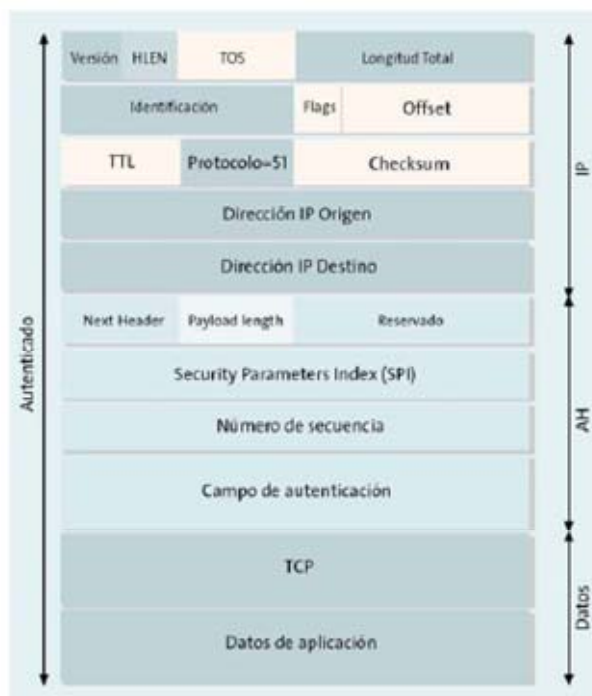 Versión HLEN TOS Longitud Total
Identificación Flags Offset
TTL Protocolo=51 Checksum
Dirección IP Origen
Dirección IP Destino
IP
Next Header Payload length Reservado
Security Parameters Index (SPI)
Número de secuencia
Campo de autenticación
AH
TCP
Datos de aplicación
Datos
Autenticado